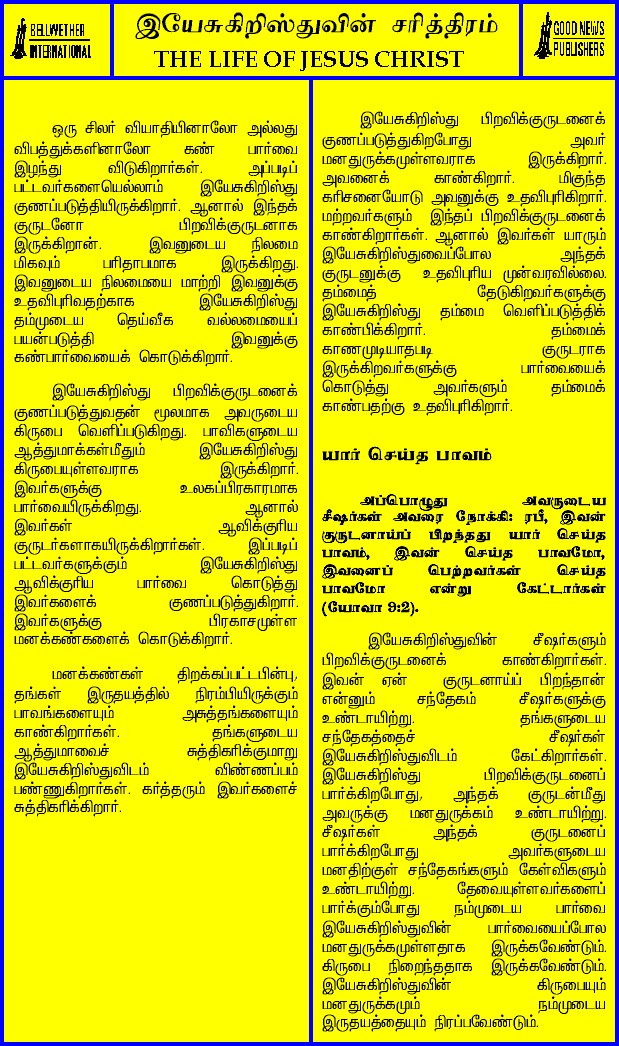 BELLWETHER
INTERNATIONAL
இயேசுகிறிஸ்துவின் சரித்திரம்
THE LIFE OF JESUS CHRIST
GOOD NEWS
PUBLISHERS
ஒரு சிலர் வியாதியினாலோ அல்லது
விபத்துக்களினாலோ கண் பார்வை
இழந்து விடுகிறார்கள். அப்படிப்
பட்டவர்களையெல்லாம் இயேசுகிறிஸ்து
குணப்படுத்தியிருக்கிறார். ஆனால் இந்தக்
குருடனோ பிறவிக்குருடனாக
இருக்கிறான். இவனுடைய நிலமை
மிகவும் பரிதாபமாக இருக்கிறது.
இவனுடைய நிலமையை மாற்றி இவனுக்கு
உதவிபுரிவதற்காக இயேசுகிறிஸ்து
தம்முடைய தெய்வீக வல்லமையைப்
பயன்படுத்தி இவனுக்கு
கண்பார்வையைக் கொடுக்கிறார்.
இயேசுகிறிஸ்து பிறவிக்குருடனைக்
குணப்படுத்துவதன் மூலமாக அவருடைய
கிருபை வெளிப்படுகிறது. பாவிகளுடைய
ஆத்துமாக்கள்மீதும் இயேசுகிறிஸ்து
கிருபையுள்ளவராக இருக்கிறார்.
இவர்களுக்கு உலகப்பிரகாரமாக
பார்வையிருக்கிறது. ஆனால்
இவர்கள் ஆவிக்குரிய
குருடர்களாகயிருக்கிறார்கள். இப்படிப்
பட்டவர்களுக்கும் இயேசுகிறிஸ்து
ஆவிக்குரிய பார்வை கொடுத்து
இவர்களைக் குணப்படுத்துகிறார்.
இவர்களுக்கு பிரகாசமுள்ள
மனக்கண்களைக் கொடுக்கிறார்.
மனக்கண்கள் திறக்கப்பட்டபின்பு,
தங்கள் இருதயத்தில் நிரம்பியிருக்கும்
பாவங்களையும் அசுத்தங்களையும்
காண்கிறார்கள். தங்களுடைய
ஆத்துமாவைச் சுத்திகரிக்குமாறு
இயேசுகிறிஸ்துவிடம் விண்ணப்பம்
பண்ணுகிறார்கள். கர்த்தரும் இவர்களைச்
சுத்திகரிக்கிறார்.
இயேசுகிறிஸ்து பிறவிக்குருடனைக்
குணப்படுத்துகிறபோது அவர்
மனதுருக்கமுள்ளவராக இருக்கிறார்.
அவனைக் காண்கிறார். மிகுந்த
கரிசனையோடு அவனுக்கு உதவிபுரிகிறார்.
மற்றவர்களும் இந்தப் பிறவிக்குருடனைக்
காண்கிறார்கள். ஆனால் இவர்கள் யாரும்
இயேசுகிறிஸ்துவைப்போல அந்தக்
குருடனுக்கு உதவிபுரிய முன்வரவில்லை.
தம்மைத் தேடுகிறவர்களுக்கு
இயேசுகிறிஸ்து தம்மை வெளிப்படுத்திக்
காண்பிக்கிறார். தம்மைக்
காணமுடியாதபடி குருடராக
இருக்கிறவர்களுக்கு பார்வையைக்
கொடுத்து அவர்களும் தம்மைக்
காண்பதற்கு உதவிபுரிகிறார்.
யார் செய்த பாவம்
அப்பொழுது அவருடைய
சீஷர்கள் அவரை நோக்கி: ரபீ, இவன்
குருடனாய்ப் பிறந்தது யார் செய்த
பாவம், இவன் செய்த பாவமோ,
இவனைப் பெற்றவர்கள் செய்த
பாவமோ என்று கேட்டார்கள்
(யோவா 9:2).
இயேசுகிறிஸ்துவின் சீஷர்களும்
பிறவிக்குருடனைக் காண்கிறார்கள்.
இவன் ஏன் குருடனாய்ப் பிறந்தான்
என்னும் சந்தேகம் சீஷர்களுக்கு
உண்டாயிற்று. தங்களுடைய
சந்தேகத்தைச் சீஷர்கள்
இயேசுகிறிஸ்துவிடம் கேட்கிறார்கள்.
இயேசுகிறிஸ்து பிறவிக்குருடனைப்
பார்க்கிறபோது, அந்தக் குருடன்மீது
அவருக்கு மனதுருக்கம் உண்டாயிற்று.
சீஷர்கள் அந்தக் குருடனைப்
பார்க்கிறபோது அவர்களுடைய
மனதிற்குள் சந்தேகங்களும் கேள்விகளும்
உண்டாயிற்று. தேவையுள்ளவர்களைப்
பார்க்கும்போது நம்முடைய பார்வை
இயேசுகிறிஸ்துவின் பார்வையைப்போல
மனதுருக்கமுள்ளதாக இருக்கவேண்டும்.
கிருபை நிறைந்ததாக இருக்கவேண்டும்.
இயேசுகிறிஸ்துவின் கிருபையும்
மனதுருக்கமும் நம்முடைய
இருதயத்தையும் நிரப்பவேண்டும்.